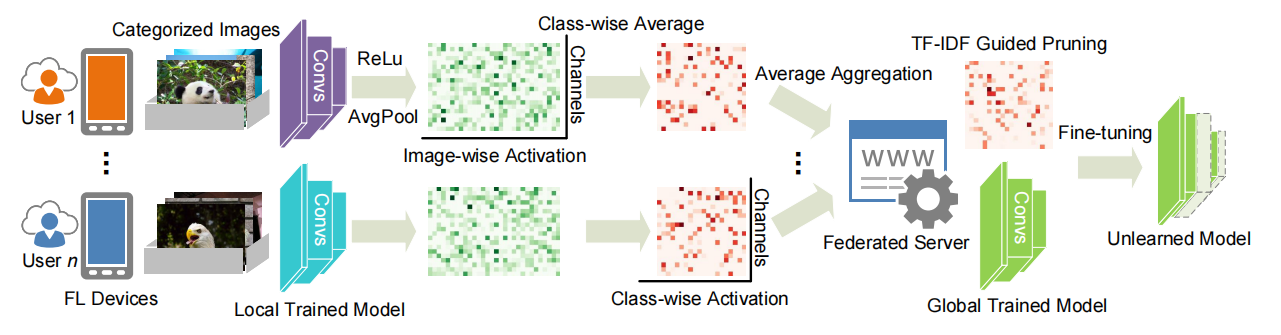 Categorized Images
Class-wise Average
TF-IDF Guided Pruning
Convs
ReLu
AvgPool
Channels
Average Aggregation
User 1
Image-wise Activation
WWW
Fine-tuning
...
...
Convs
Channels
Convs
User n
Federated Server
Unlearned Model
FL Devices
Local Trained Model
Class-wise Activation
Global Trained Model